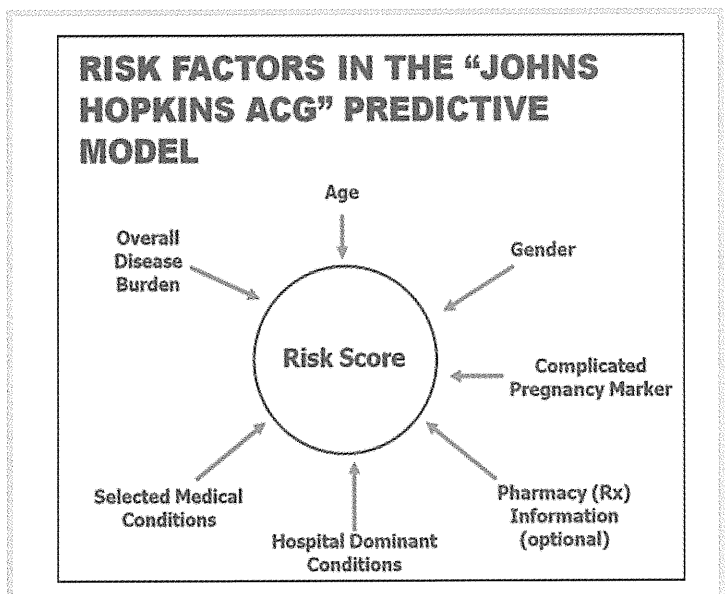 RISK FACTORS IN THE “JOHNS
HOPKINS ACG” PREDICTIVE
MODEL
Age
Overall
Disease
Burden
Gender
Risk Score
Complicated
Pregnancy Marker
Selected Medical
Conditions
Hospital Dominant
Conditions
Pharmacy (Rx)
Information
(optional)